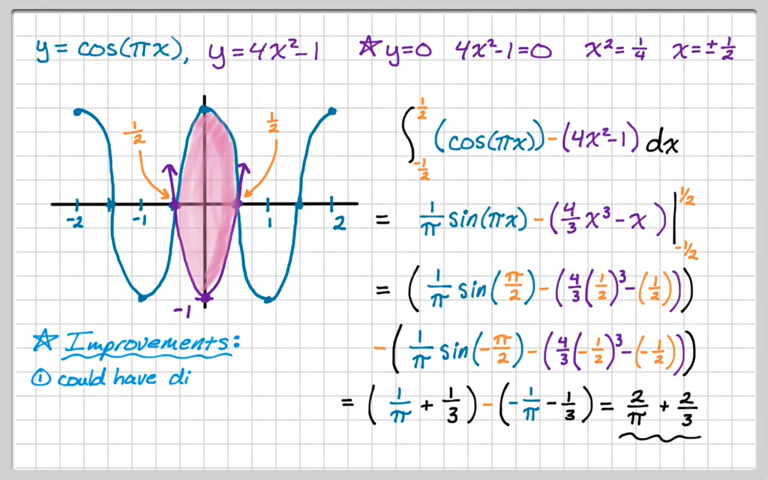 y = cos(πx), y = 4x²-1 ☆ y=0 4x²-1=0 x² = 1/4 x = ± 1/2
-1/2 1/2
-2 -1 1 2
-1
∫_{-1/2}^{1/2} (cos(πx)) - (4x²-1) dx
= 1/π sin(πx) - (4/3 x³ - x) |_{-1/2}^{1/2}
= (1/π sin(π/2) - (4/3 (1/2)³ - (1/2)))
- (1/π sin(-π/2) - (4/3 (-1/2)³ - (-1/2)))
= (1/π + 1/3) - (-1/π - 1/3) = 2/π + 2/3
☆ Improvements:
① could have di